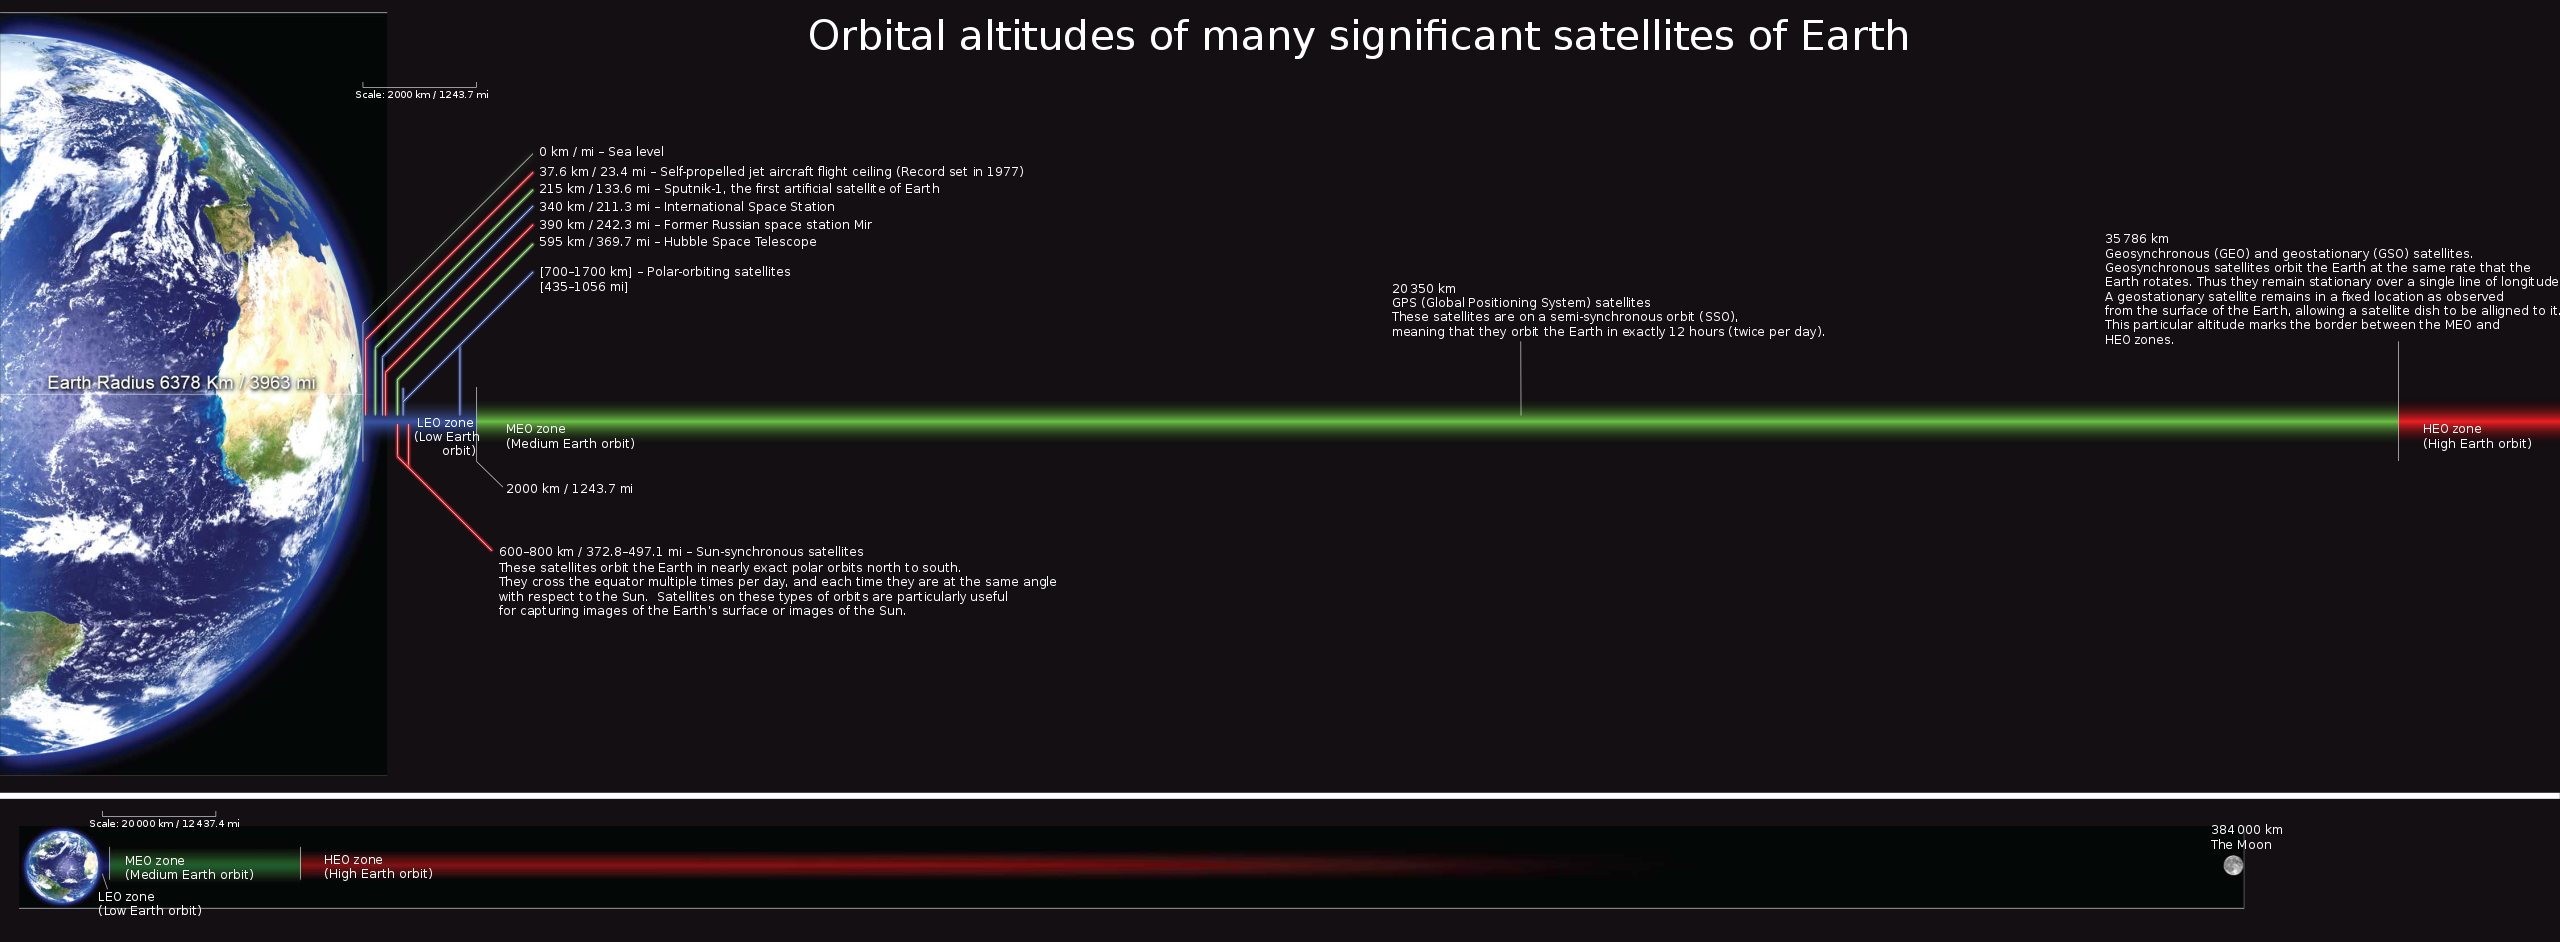 Orbital altitudes of many significant satellites of Earth
Scale: 2000 km / 1243.7 mi
0 km / mi – Sea level
37.6 km / 23.4 mi – Self-propelled jet aircraft flight ceiling (Record set in 1977)
215 km / 133.6 mi – Sputnik-1, the first artificial satellite of Earth
340 km / 211.3 mi – International Space Station
390 km / 242.3 mi – Former Russian space station Mir
595 km / 369.7 mi – Hubble Space Telescope
[700–1700 km] – Polar-orbiting satellites
[435–1056 mi]
20 350 km
GPS (Global Positioning System) satellites
These satellites are on a semi-synchronous orbit (SSO),
meaning that they orbit the Earth in exactly 12 hours (twice per day).
35 786 km
Geosynchronous (GEO) and geostationary (GSO) satellites.
Geosynchronous satellites orbit the Earth at the same rate that the
Earth rotates. Thus they remain stationary over a single line of longitude
A geostationary satellite remains in a fixed location as observed
from the surface of the Earth, allowing a satellite dish to be alligned to it.
This particular altitude marks the border between the MEO and
HEO zones.
Earth Radius 6378 Km / 3963 mi
LEO zone
(Low Earth
orbit)
MEO zone
(Medium Earth orbit)
HEO zone
(High Earth orbit)
2000 km / 1243.7 mi
600–800 km / 372.8–497.1 mi – Sun-synchronous satellites
These satellites orbit the Earth in nearly exact polar orbits north to south.
They cross the equator multiple times per day, and each time they are at the same angle
with respect to the Sun. Satellites on these types of orbits are particularly useful
for capturing images of the Earth's surface or images of the Sun.
Scale: 20 000 km / 12 437.4 mi
MEO zone
(Medium Earth orbit)
HEO zone
(High Earth orbit)
LEO zone
(Low Earth orbit)
384 000 km
The Moon